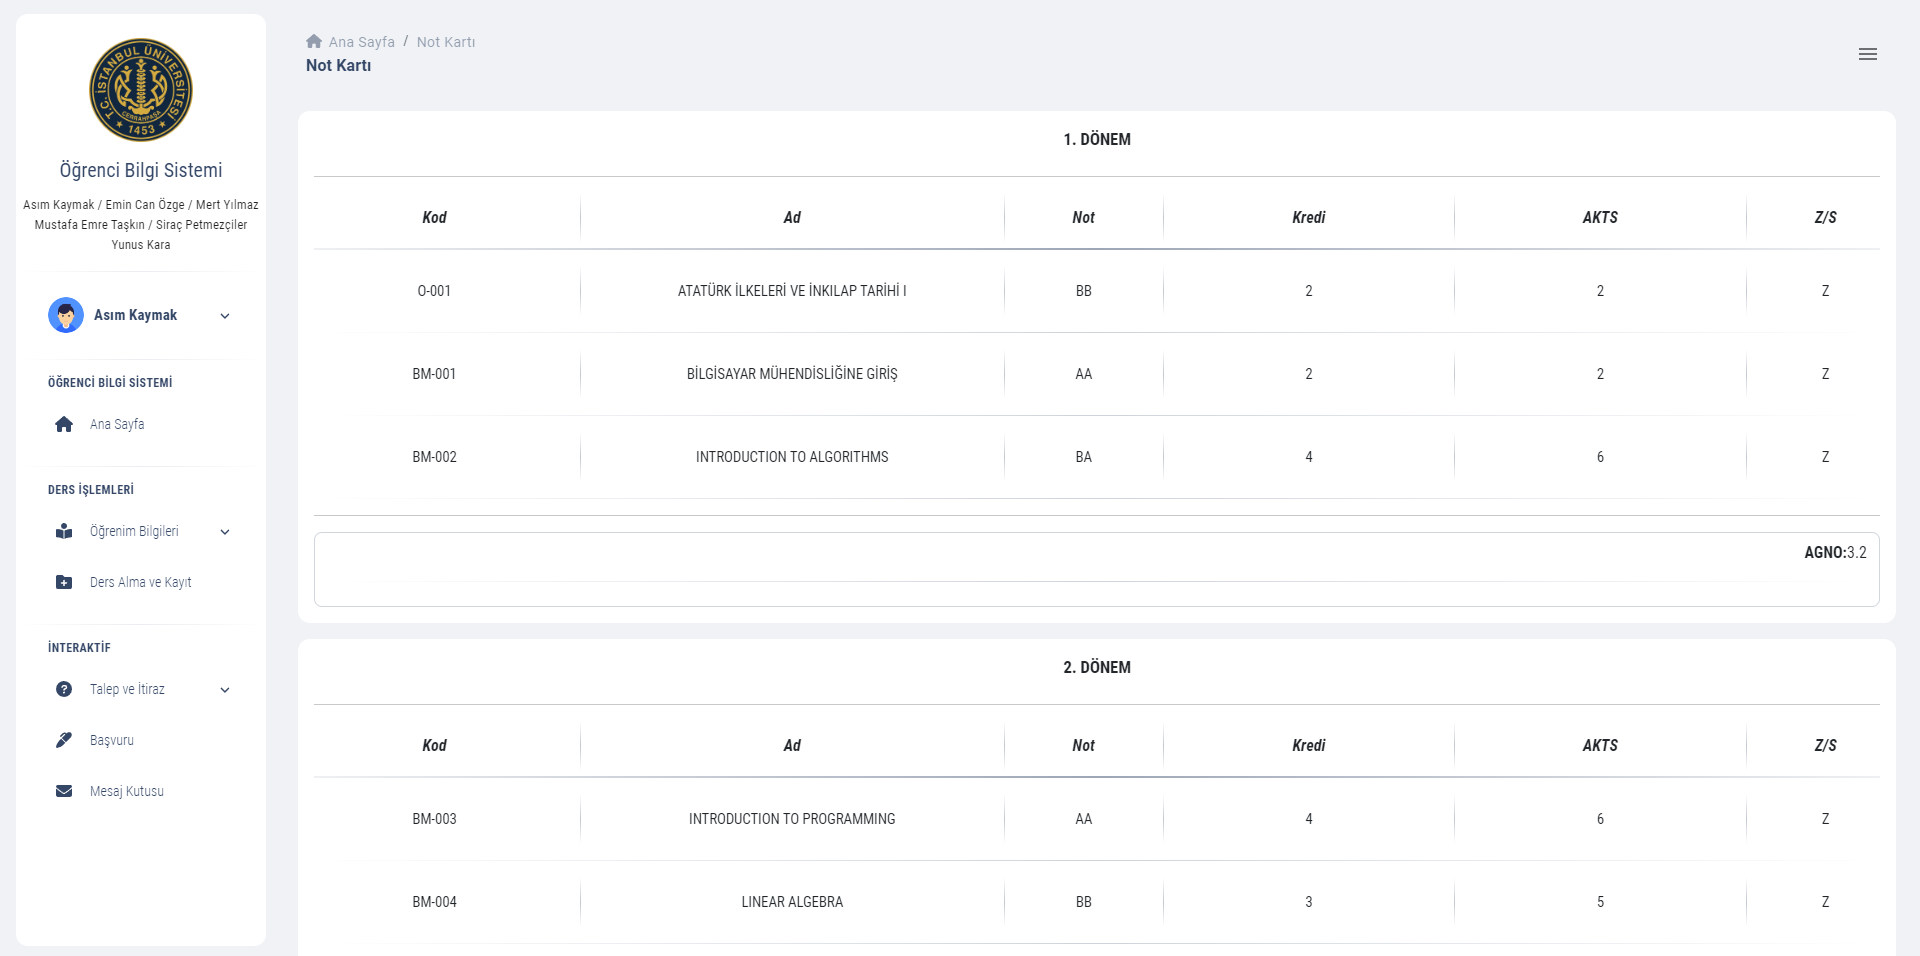 T.C. İSTANBUL ÜNİVERSİTESİ
CERRAHPAŞA
1453
Öğrenci Bilgi Sistemi
Asım Kaymak / Emin Can Özge / Mert Yılmaz
Mustafa Emre Taşkın / Siraç Petmezçiler
Yunus Kara
Asım Kaymak
ÖĞRENCİ BİLGİ SİSTEMİ
Ana Sayfa
DERS İŞLEMLERİ
Öğrenim Bilgileri
Ders Alma ve Kayıt
İNTERAKTİF
Talep ve İtiraz
Başvuru
Mesaj Kutusu
Ana Sayfa / Not Kartı
Not Kartı
1. DÖNEM
Kod Ad Not Kredi AKTS Z/S
O-001 ATATÜRK İLKELERİ VE İNKILAP TARİHİ I BB 2 2 Z
BM-001 BİLGİSAYAR MÜHENDİSLİĞİNE GİRİŞ AA 2 2 Z
BM-002 INTRODUCTION TO ALGORITHMS BA 4 6 Z
AGNO:3.2
2. DÖNEM
Kod Ad Not Kredi AKTS Z/S
BM-003 INTRODUCTION TO PROGRAMMING AA 4 6 Z
BM-004 LINEAR ALGEBRA BB 3 5 Z